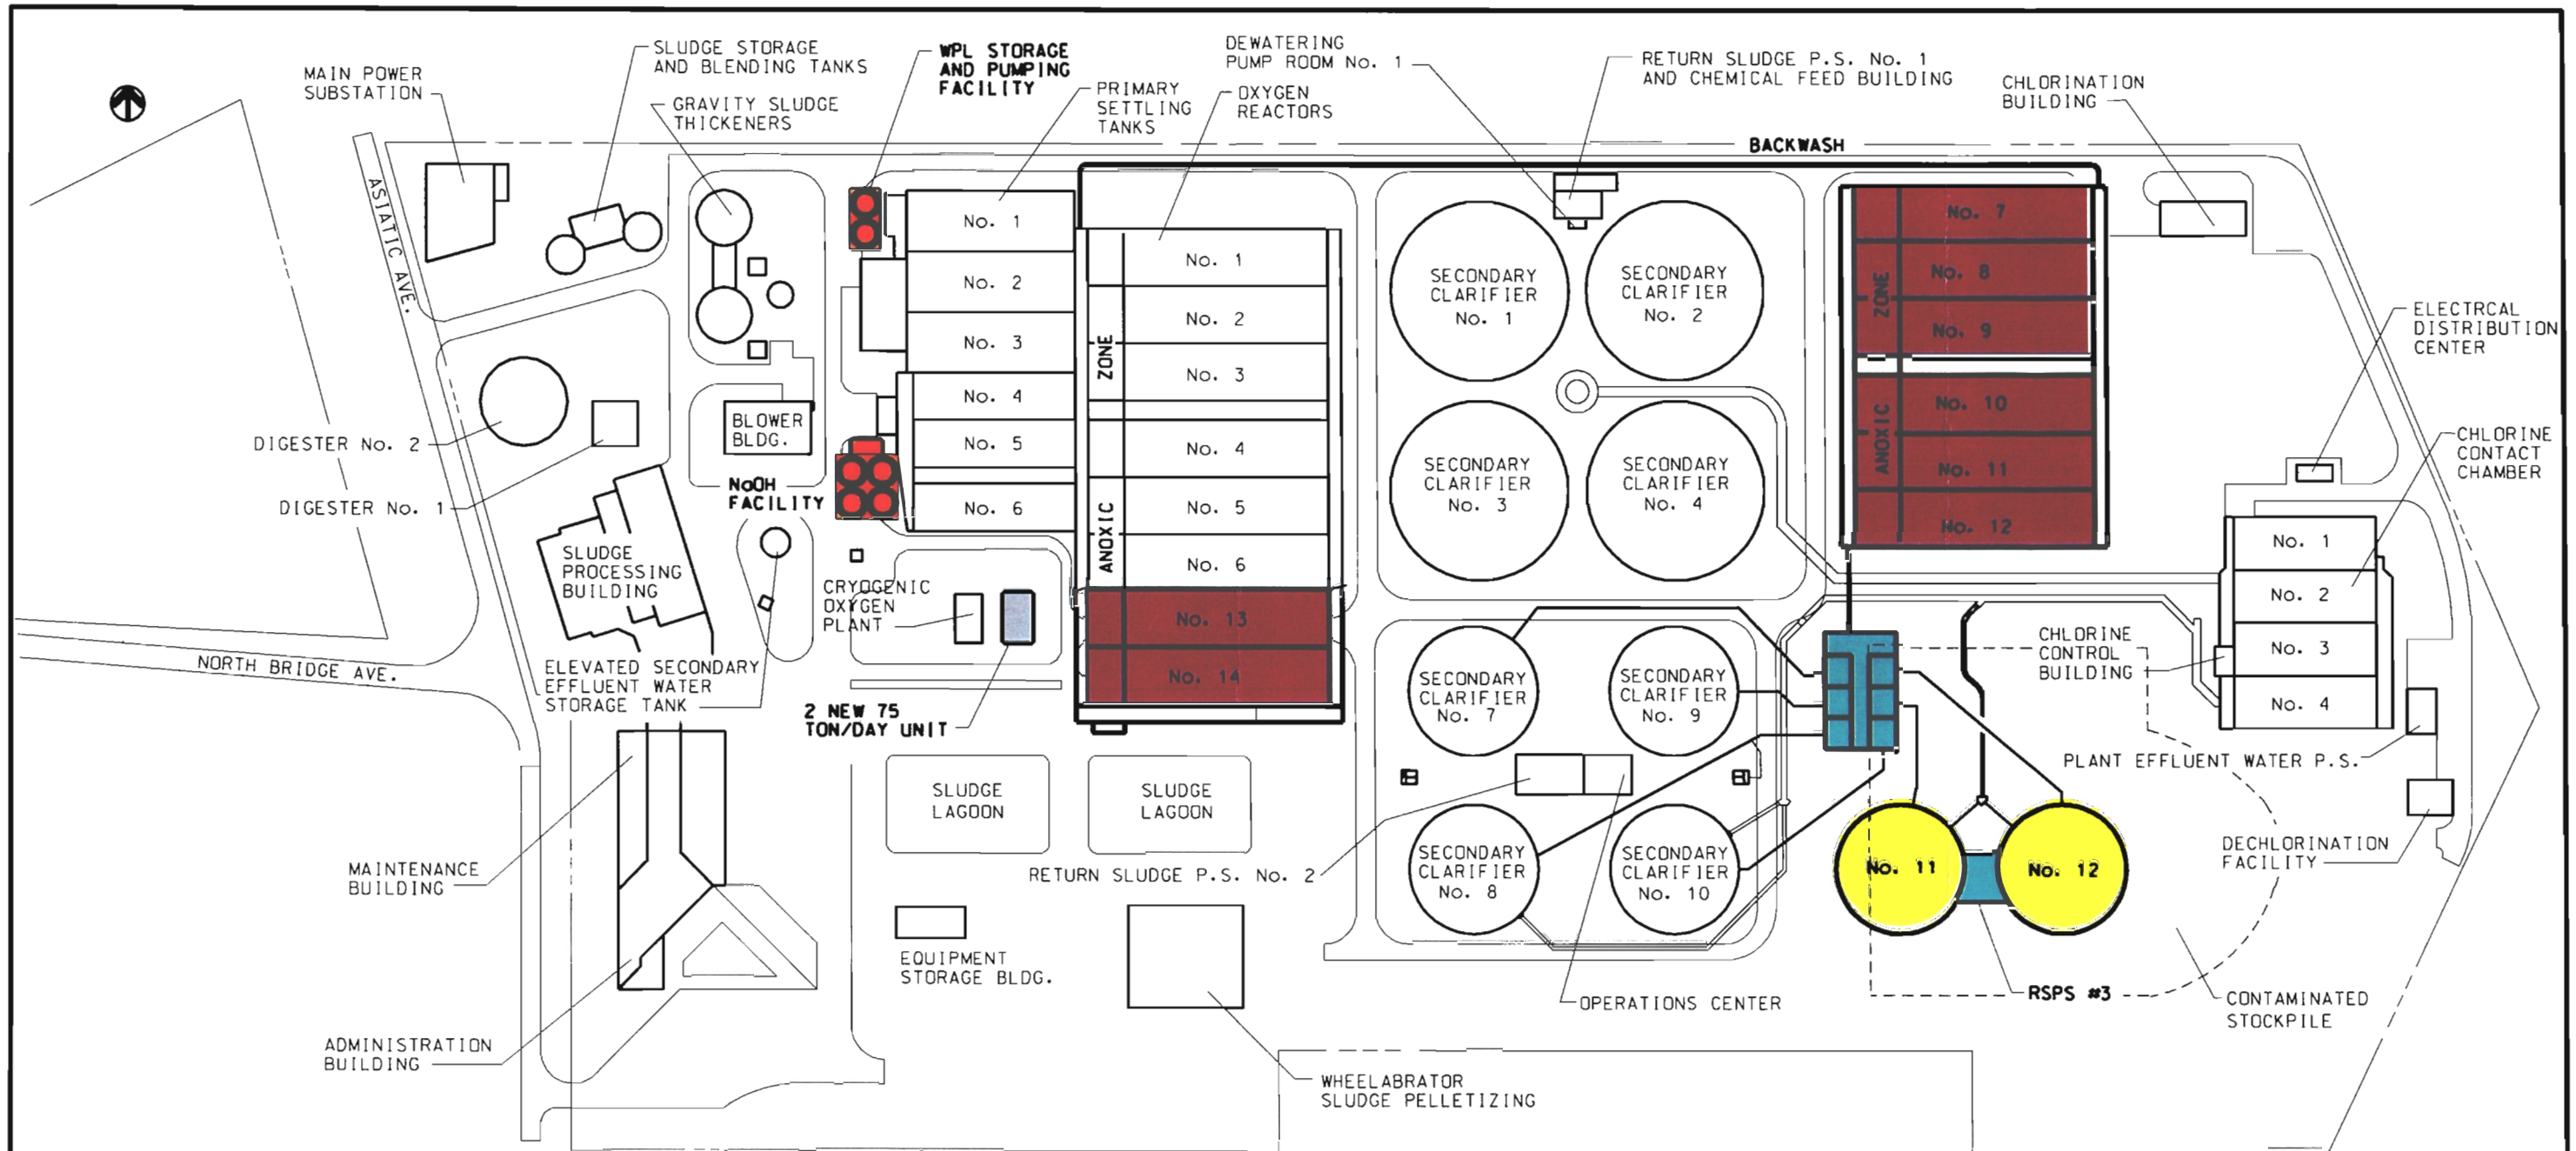 MAIN POWER
SUBSTATION
SLUDGE STORAGE
AND BLENDING TANKS
GRAVITY SLUDGE
THICKENERS
WPL STORAGE
AND PUMPING
FACILITY
PRIMARY
SETTLING
TANKS
DEWATERING
PUMP ROOM No. 1
OXYGEN
REACTORS
RETURN SLUDGE P.S. No. 1
AND CHEMICAL FEED BUILDING
CHLORINATION
BUILDING
BACKWASH
ASIATIC AVE.
No. 1
No. 2
No. 3
No. 4
No. 5
No. 6
No. 1
No. 2
No. 3
No. 4
No. 5
No. 6
No. 13
No. 14
ZONE
ANOXIC
SECONDARY
CLARIFIER
No. 1
SECONDARY
CLARIFIER
No. 2
SECONDARY
CLARIFIER
No. 3
SECONDARY
CLARIFIER
No. 4
No. 7
No. 8
No. 9
No. 10
No. 11
No. 12
ZONE
ANOXIC
ELECTRCAL
DISTRIBUTION
CENTER
CHLORINE
CONTACT
CHAMBER
DIGESTER No. 2
DIGESTER No. 1
BLOWER
BLDG.
NaOH
FACILITY
SLUDGE
PROCESSING
BUILDING
CRYOGENIC
OXYGEN
PLANT
NORTH BRIDGE AVE.
ELEVATED SECONDARY
EFFLUENT WATER
STORAGE TANK
2 NEW 75
TON/DAY UNIT
No. 1
No. 2
No. 3
No. 4
CHLORINE
CONTROL
BUILDING
SECONDARY
CLARIFIER
No. 7
SECONDARY
CLARIFIER
No. 9
PLANT EFFLUENT WATER P.S.
SLUDGE
LAGOON
SLUDGE
LAGOON
SECONDARY
CLARIFIER
No. 8
SECONDARY
CLARIFIER
No. 10
No. 11
No. 12
DECHLORINATION
FACILITY
MAINTENANCE
BUILDING
RETURN SLUDGE P.S. No. 2
EQUIPMENT
STORAGE BLDG.
OPERATIONS CENTER
RSPS #3
CONTAMINATED
STOCKPILE
ADMINISTRATION
BUILDING
WHEELABRATOR
SLUDGE PELLETIZING